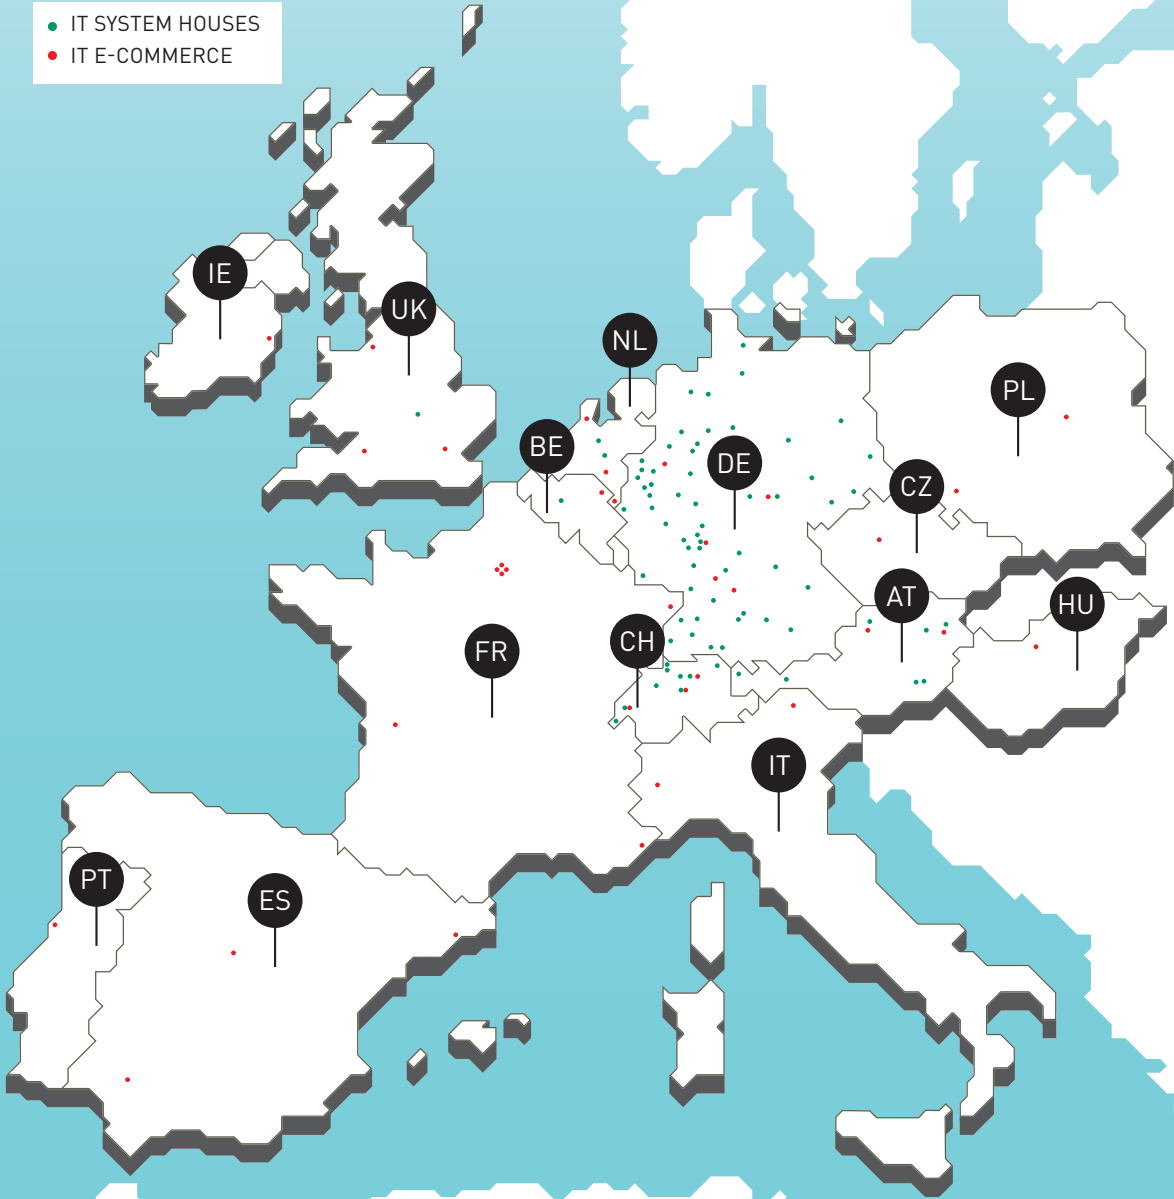 IT SYSTEM HOUSES
IT E-COMMERCE
IE
UK
NL
PL
BE
DE
CZ
AT
HU
CH
FR
IT
PT
ES